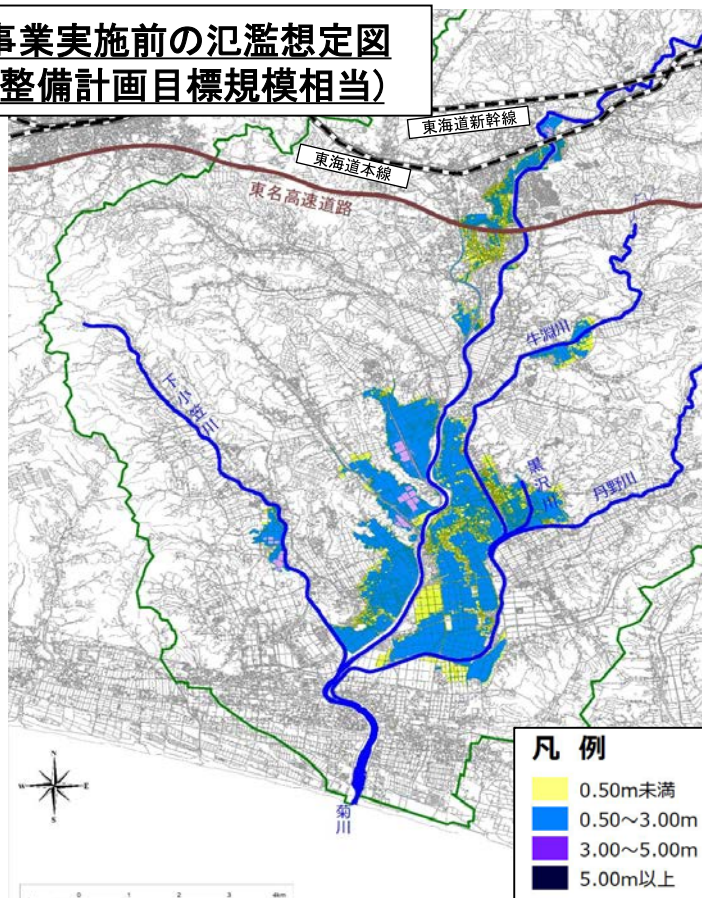 事業実施前の氾濫想定図
整備計画目標規模相当)
東海道新幹線
東海道本線
東名高速道路
牛淵川
下小笠川
黒沢川
丹野川
菊川
N
W
E
S
凡 例
0.50m未満
0.50～3.00m
3.00～5.00m
5.00m以上
0 1 2 3 4km